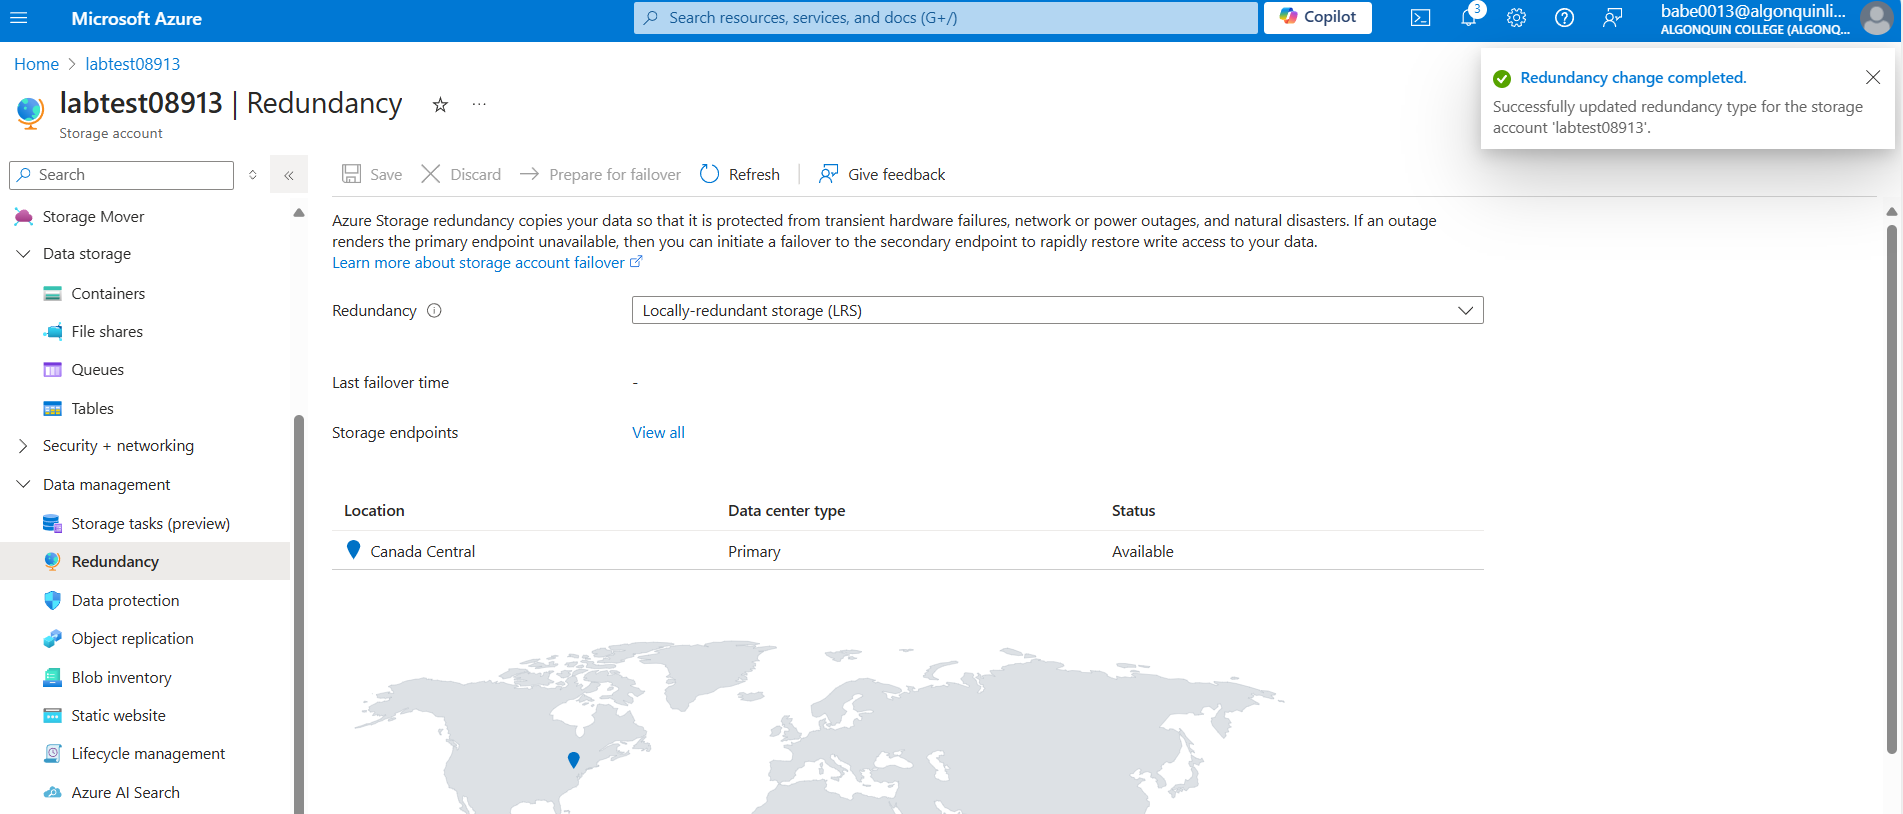 Microsoft Azure
Search resources, services, and docs (G+/)
Copilot
3
babe0013@algonquinli...
ALGONQUIN COLLEGE (ALGONQ...
Home > labtest08913
labtest08913 | Redundancy
Storage account
Redundancy change completed.
Successfully updated redundancy type for the storage
account 'labtest08913'.
Search
Storage Mover
Data storage
Containers
File shares
Queues
Tables
Security + networking
Data management
Storage tasks (preview)
Redundancy
Data protection
Object replication
Blob inventory
Static website
Lifecycle management
Azure AI Search
Save Discard Prepare for failover Refresh Give feedback
Azure Storage redundancy copies your data so that it is protected from transient hardware failures, network or power outages, and natural disasters. If an outage
renders the primary endpoint unavailable, then you can initiate a failover to the secondary endpoint to rapidly restore write access to your data.
Learn more about storage account failover
Redundancy Locally-redundant storage (LRS)
Last failover time -
Storage endpoints View all
Location Data center type Status
Canada Central Primary Available